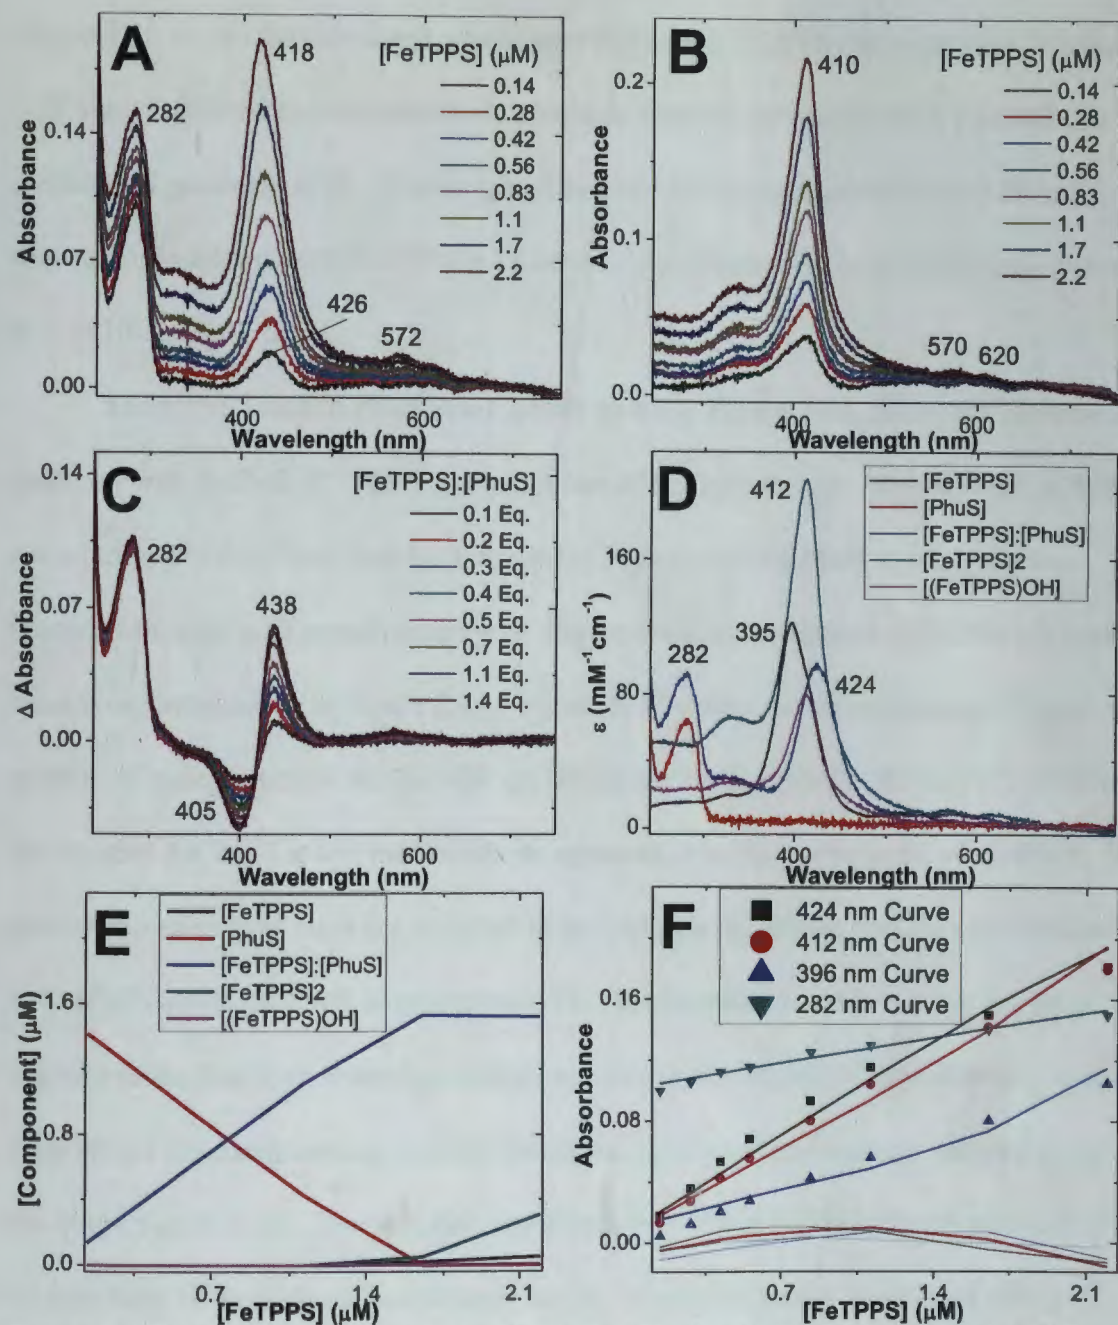 A
418
282
426
572
[FeTPPS] (µM)
0.14
0.28
0.42
0.56
0.83
1.1
1.7
2.2
Absorbance
0.14
0.07
0.00
400
600
Wavelength (nm)
B
410
570
620
[FeTPPS] (µM)
0.14
0.28
0.42
0.56
0.83
1.1
1.7
2.2
Absorbance
0.2
0.1
0.0
400
600
Wavelength (nm)
C
282
438
405
[FeTPPS]:[PhuS]
0.1 Eq.
0.2 Eq.
0.3 Eq.
0.4 Eq.
0.5 Eq.
0.7 Eq.
1.1 Eq.
1.4 Eq.
Δ Absorbance
0.14
0.07
0.00
400
600
Wavelength (nm)
D
412
395
282
424
[FeTPPS]
[PhuS]
[FeTPPS]:[PhuS]
[FeTPPS]2
[(FeTPPS)OH]
ε (mM⁻¹ cm⁻¹)
160
80
0
400
600
Wavelength (nm)
E
[FeTPPS]
[PhuS]
[FeTPPS]:[PhuS]
[FeTPPS]2
[(FeTPPS)OH]
[Component] (µM)
1.6
0.8
0.0
0.7
1.4
2.1
[FeTPPS] (µM)
F
424 nm Curve
412 nm Curve
396 nm Curve
282 nm Curve
Absorbance
0.16
0.08
0.00
0.7
1.4
2.1
[FeTPPS] (µM)